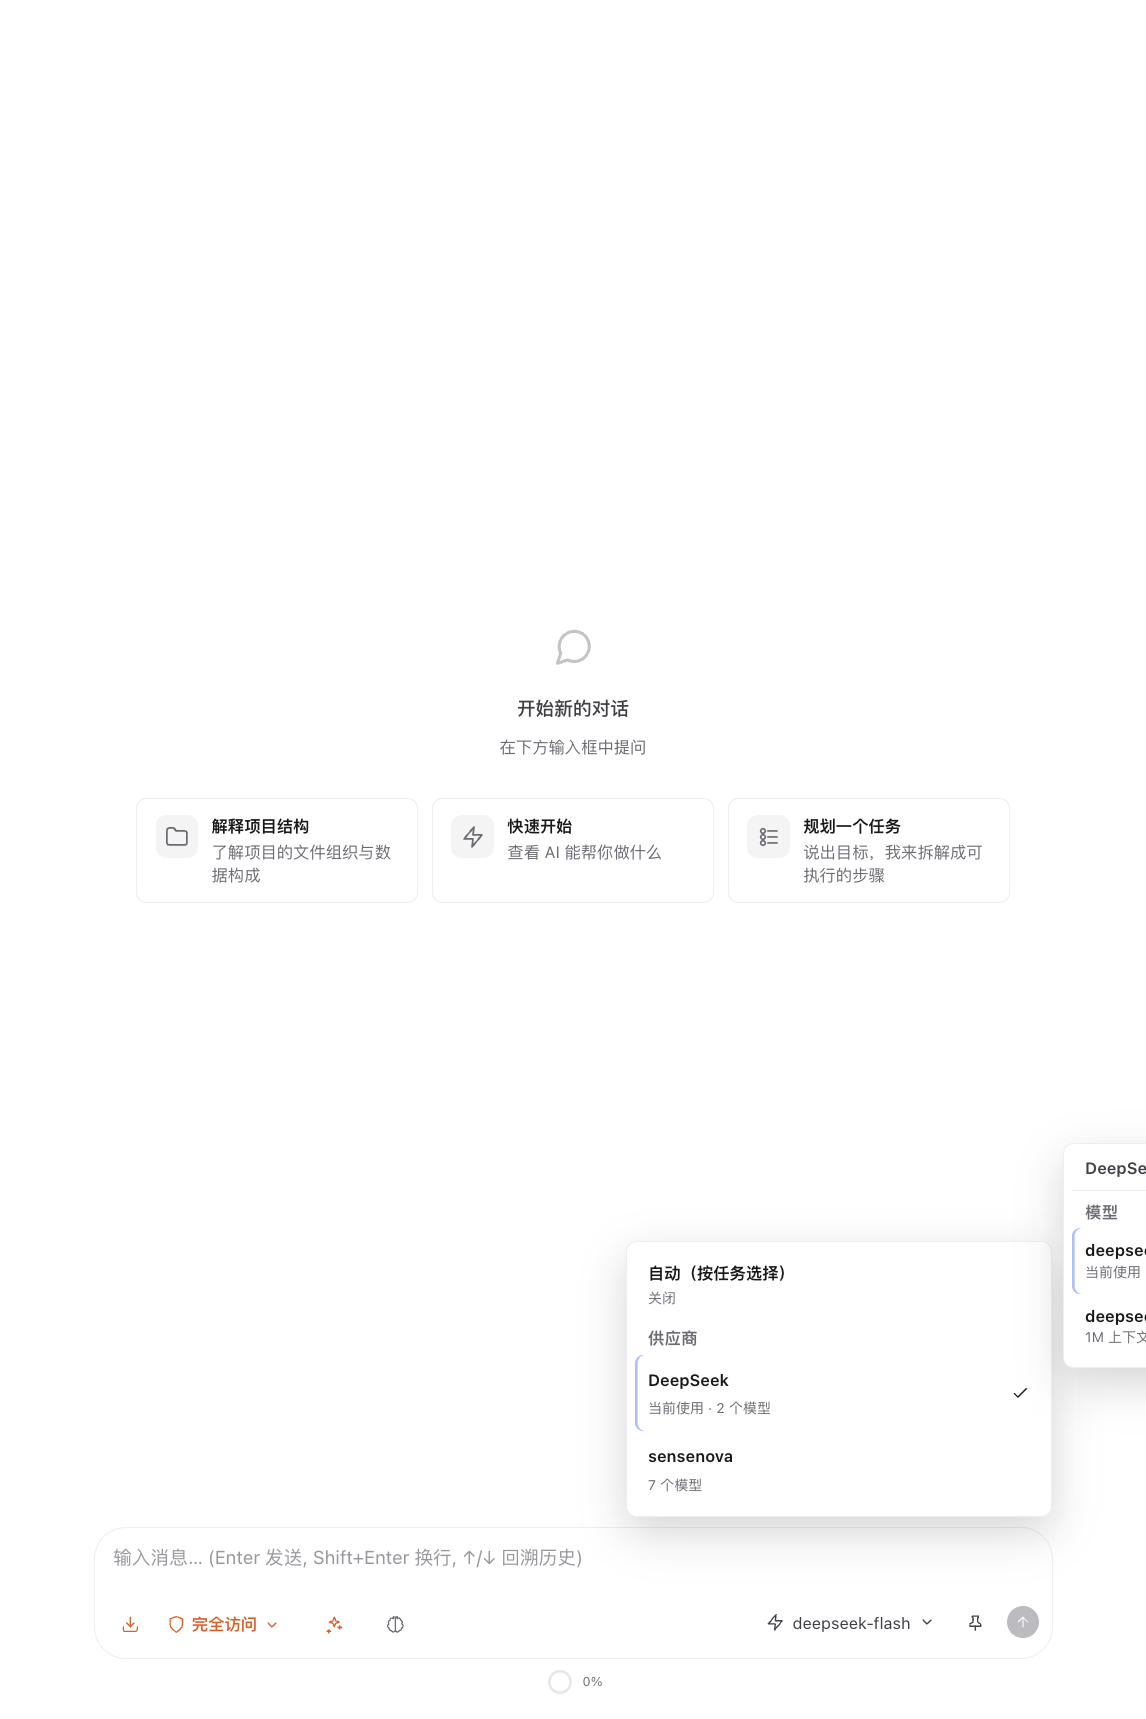 开始新的对话
在下方输入框中提问
解释项目结构
了解项目的文件组织与数
据构成
快速开始
查看 AI 能帮你做什么
规划一个任务
说出目标，我来拆解成可
执行的步骤
DeepSe
模型
deepsee
当前使用
deepsee
1M 上下文
自动（按任务选择）
关闭
供应商
DeepSeek
当前使用 · 2 个模型
sensenova
7 个模型
输入消息... (Enter 发送, Shift+Enter 换行, ↑/↓ 回溯历史)
完全访问
deepseek-flash
0%